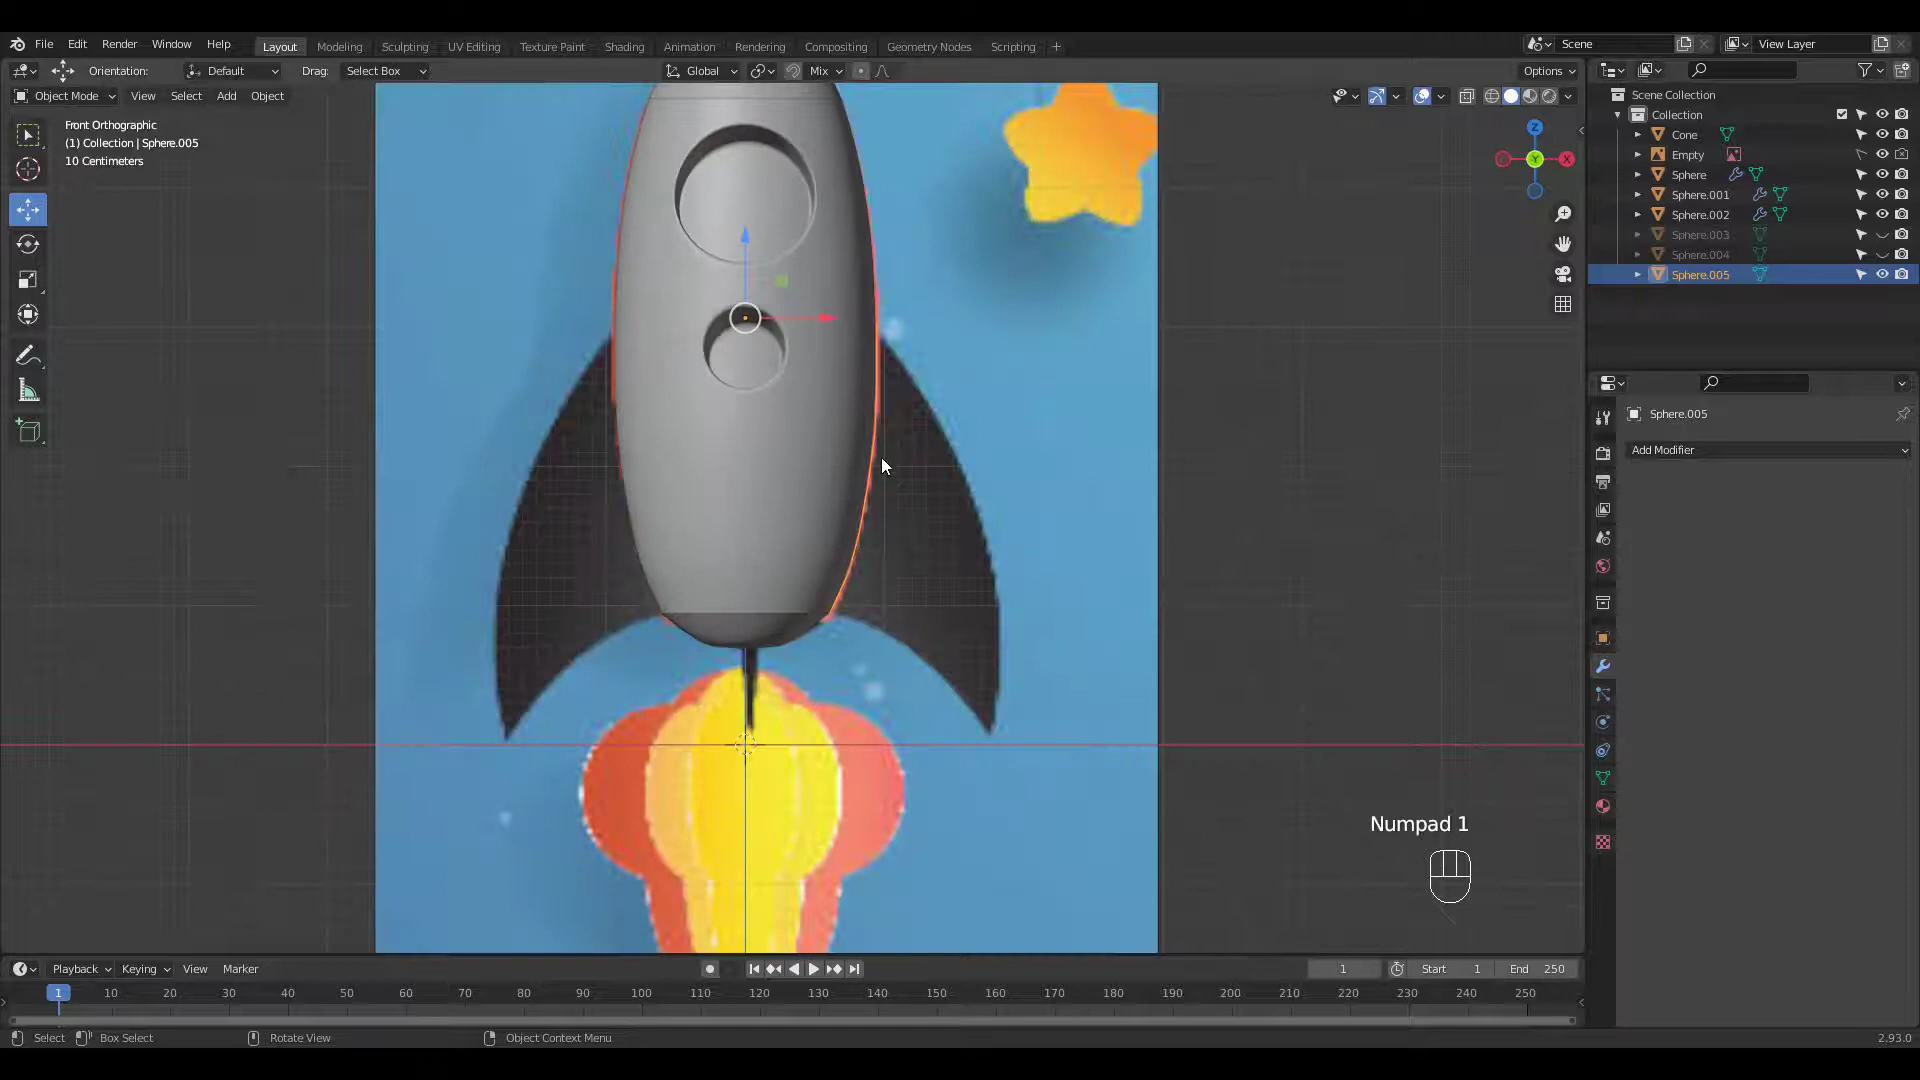 File Edit Render Window Help Layout Modeling Sculpting UV Editing Texture Paint Shading Animation Rendering Compositing Geometry Nodes Scripting + Scene View Layer
Orientation: Default Drag: Select Box Global Mix Options
Object Mode View Select Add Object
Front Orthographic
(1) Collection | Sphere.005
10 Centimeters
Z
X
Y
Scene Collection
Collection
Cone
Empty
Sphere
Sphere.001
Sphere.002
Sphere.003
Sphere.004
Sphere.005
Sphere.005
Add Modifier
Numpad 1
Playback Keying View Marker 1 Start 1 End 250
1 10 20 30 40 50 60 70 80 90 100 110 120 130 140 150 160 170 180 190 200 210 220 230 240 250
Select Box Select Rotate View Object Context Menu 2.93.0